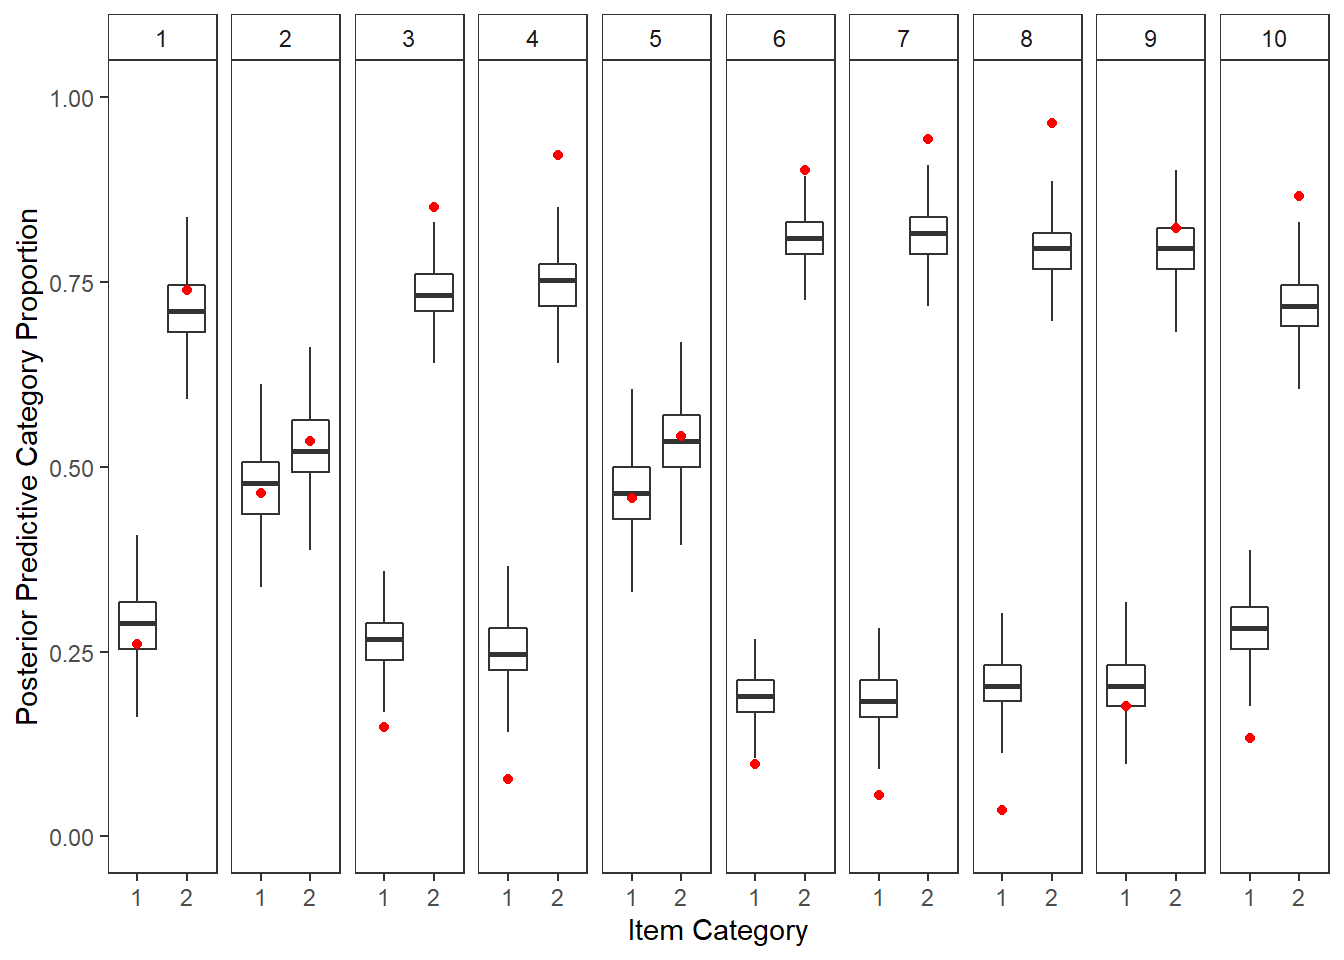 1 2 3 4 5 6 7 8 9 10
1.00
0.75
0.50
0.25
0.00
Posterior Predictive Category Proportion
1 2 1 2 1 2 1 2 1 2 1 2 1 2 1 2 1 2 1 2
Item Category